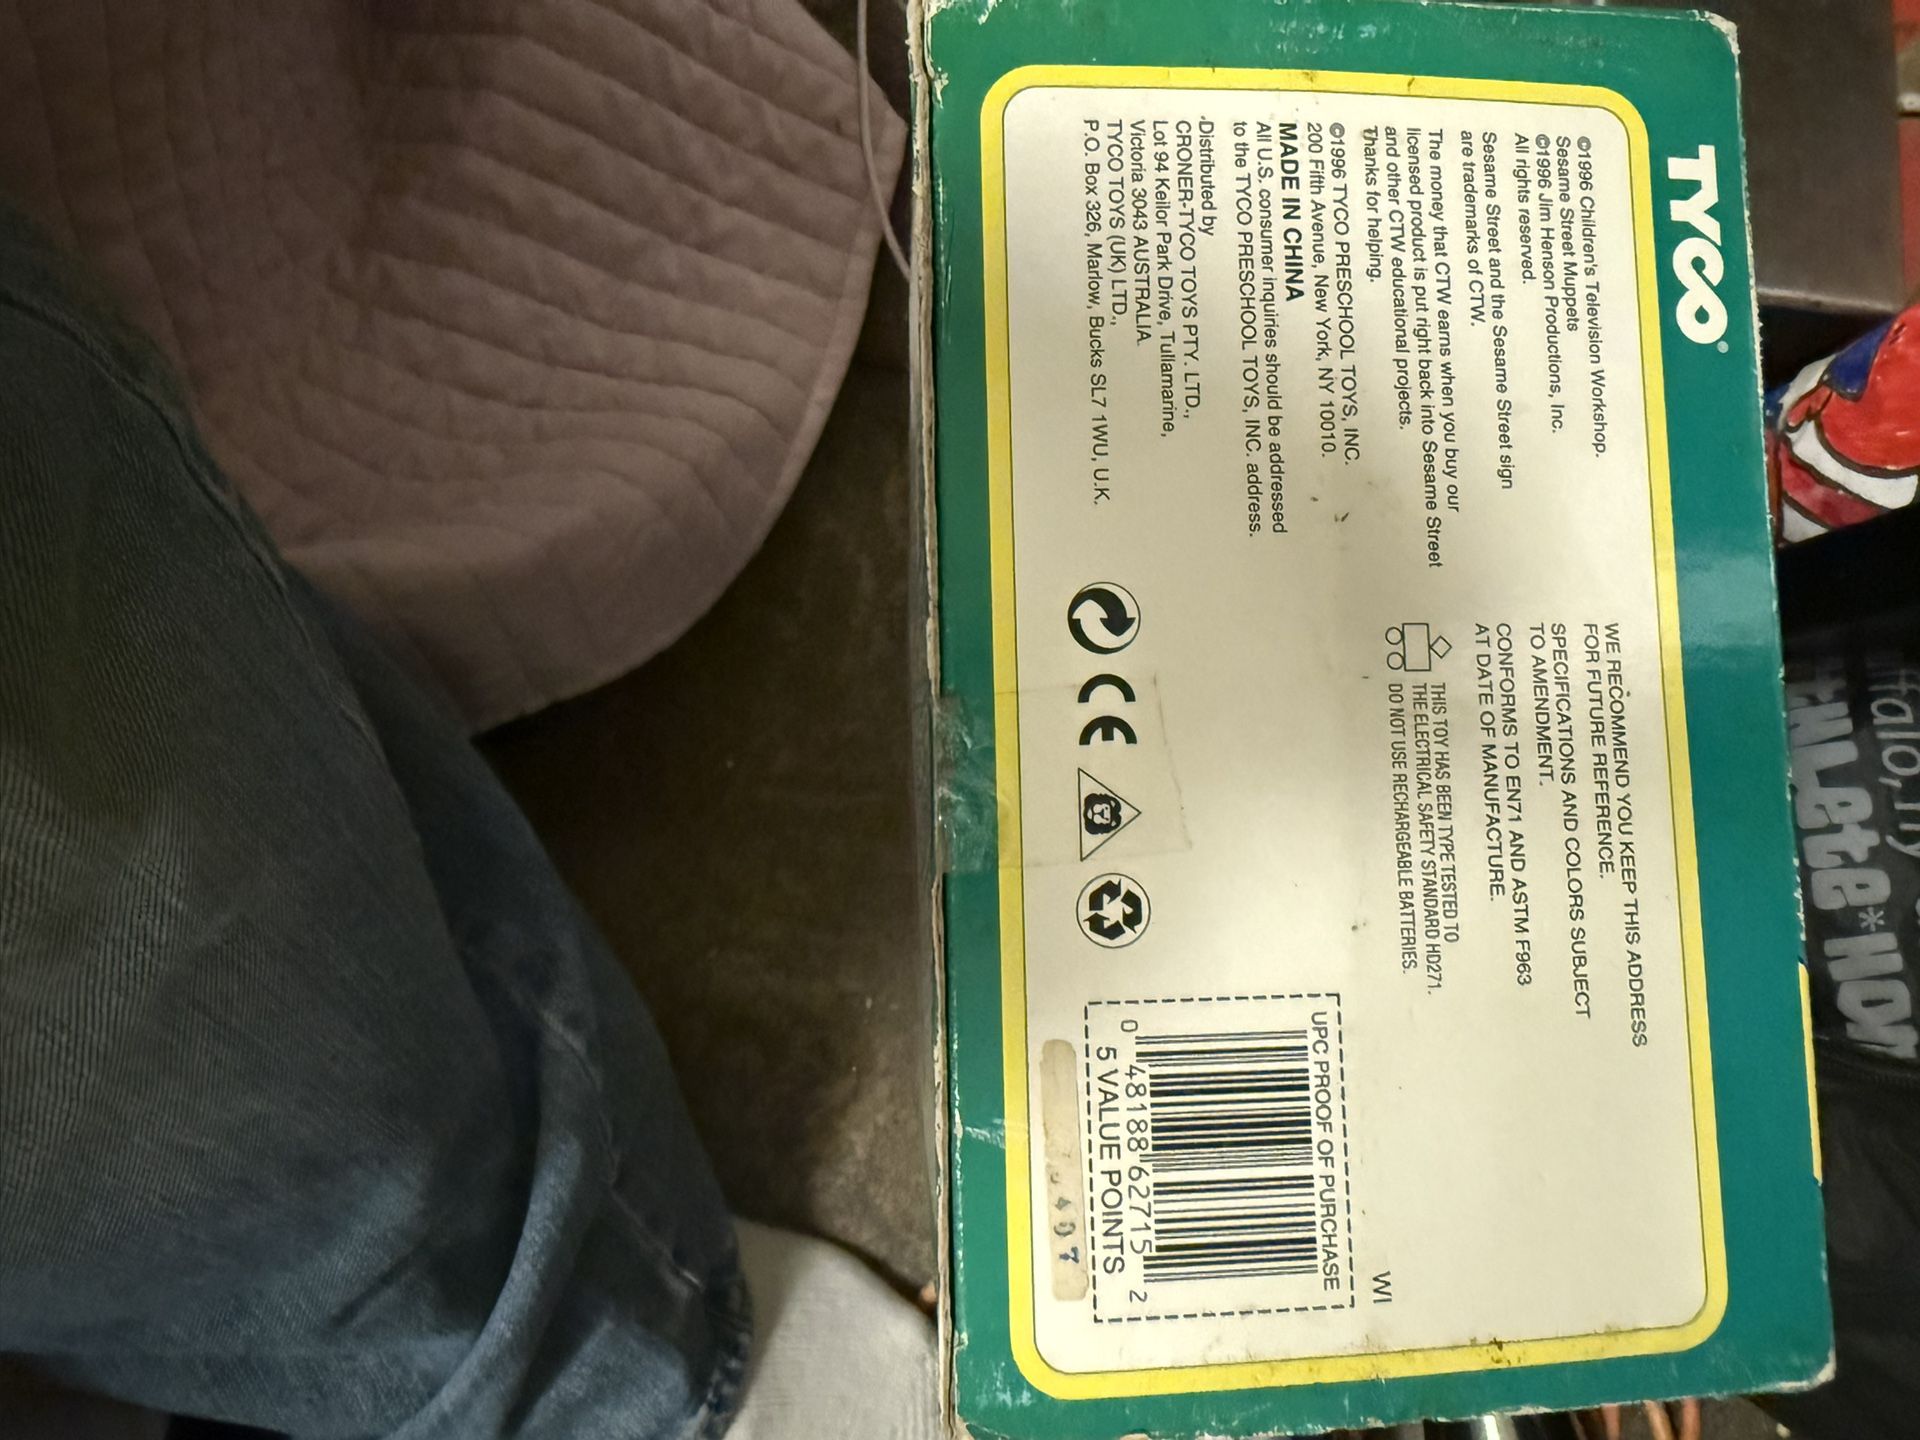 TYCO®
©1996 Children's Television Workshop.
Sesame Street Muppets
©1996 Jim Henson Productions, Inc.
All rights reserved.
Sesame Street and the Sesame Street sign
are trademarks of CTW.
The money that CTW earns when you buy our
licensed product is put right back into Sesame Street
and other CTW educational projects.
Thanks for helping.
©1996 TYCO PRESCHOOL TOYS, INC.
200 Fifth Avenue, New York, NY 10010.
MADE IN CHINA
All U.S. consumer inquiries should be addressed
to the TYCO PRESCHOOL TOYS, INC. address.
Distributed by
CRONER-TYCO TOYS PTY. LTD.,
Lot 94 Keilor Park Drive, Tullamarine,
Victoria 3043 AUSTRALIA.
TYCO TOYS (UK) LTD.,
P.O. Box 326, Marlow, Bucks SL7 1WU, U.K.
WE RECOMMEND YOU KEEP THIS ADDRESS
FOR FUTURE REFERENCE.
SPECIFICATIONS AND COLORS SUBJECT
TO AMENDMENT.
CONFORMS TO EN71 AND ASTM F963
AT DATE OF MANUFACTURE.
THIS TOY HAS BEEN TYPE TESTED TO
THE ELECTRICAL SAFETY STANDARD HD271.
DO NOT USE RECHARGEABLE BATTERIES.
CE
WI
UPC PROOF OF PURCHASE
0 48188 62715 2
5 VALUE POINTS
407